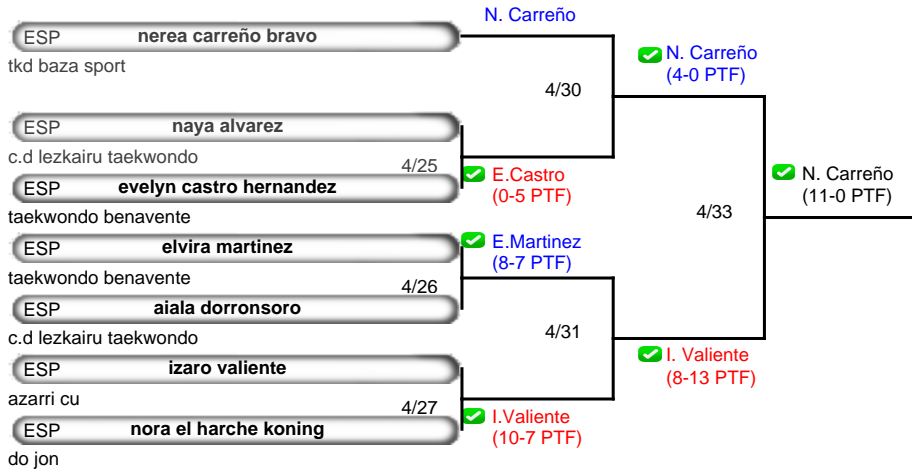 N. Carreño
ESP nerea carreño bravo
tkd baza sport
N. Carreño
(4-0 PTF)
4/30
ESP naya alvarez
c.d lezkairu taekwondo
4/25
ESP evelyn castro hernandez
taekwondo benavente
E.Castro
(0-5 PTF)
N. Carreño
(11-0 PTF)
4/33
ESP elvira martinez
taekwondo benavente
E.Martinez
(8-7 PTF)
4/26
ESP aiala dorronsoro
c.d lezkairu taekwondo
4/31
ESP izaro valiente
azarri cu
I. Valiente
(8-13 PTF)
4/27
ESP nora el harche koning
do jon
I.Valiente
(10-7 PTF)